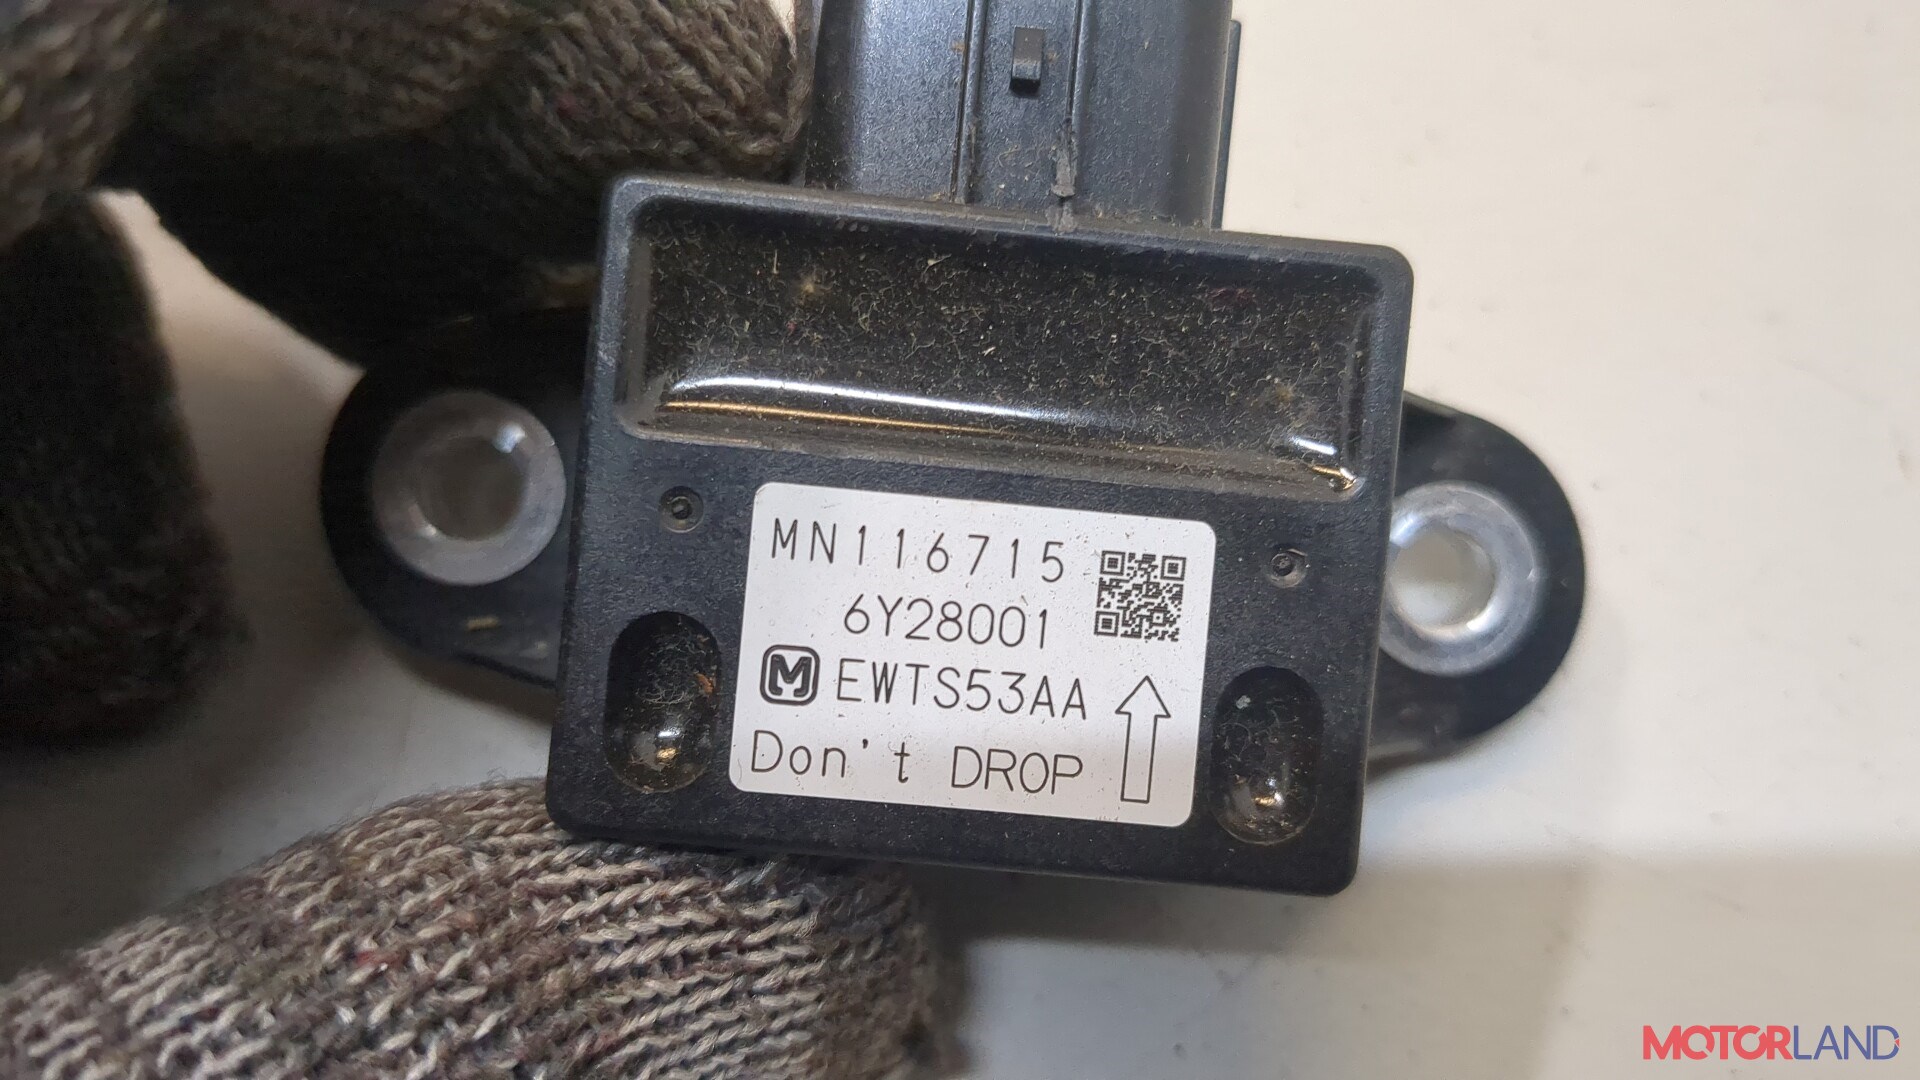 MN116715
6Y28001
M EWTS53AA
Don't DROP
MOTORLAND